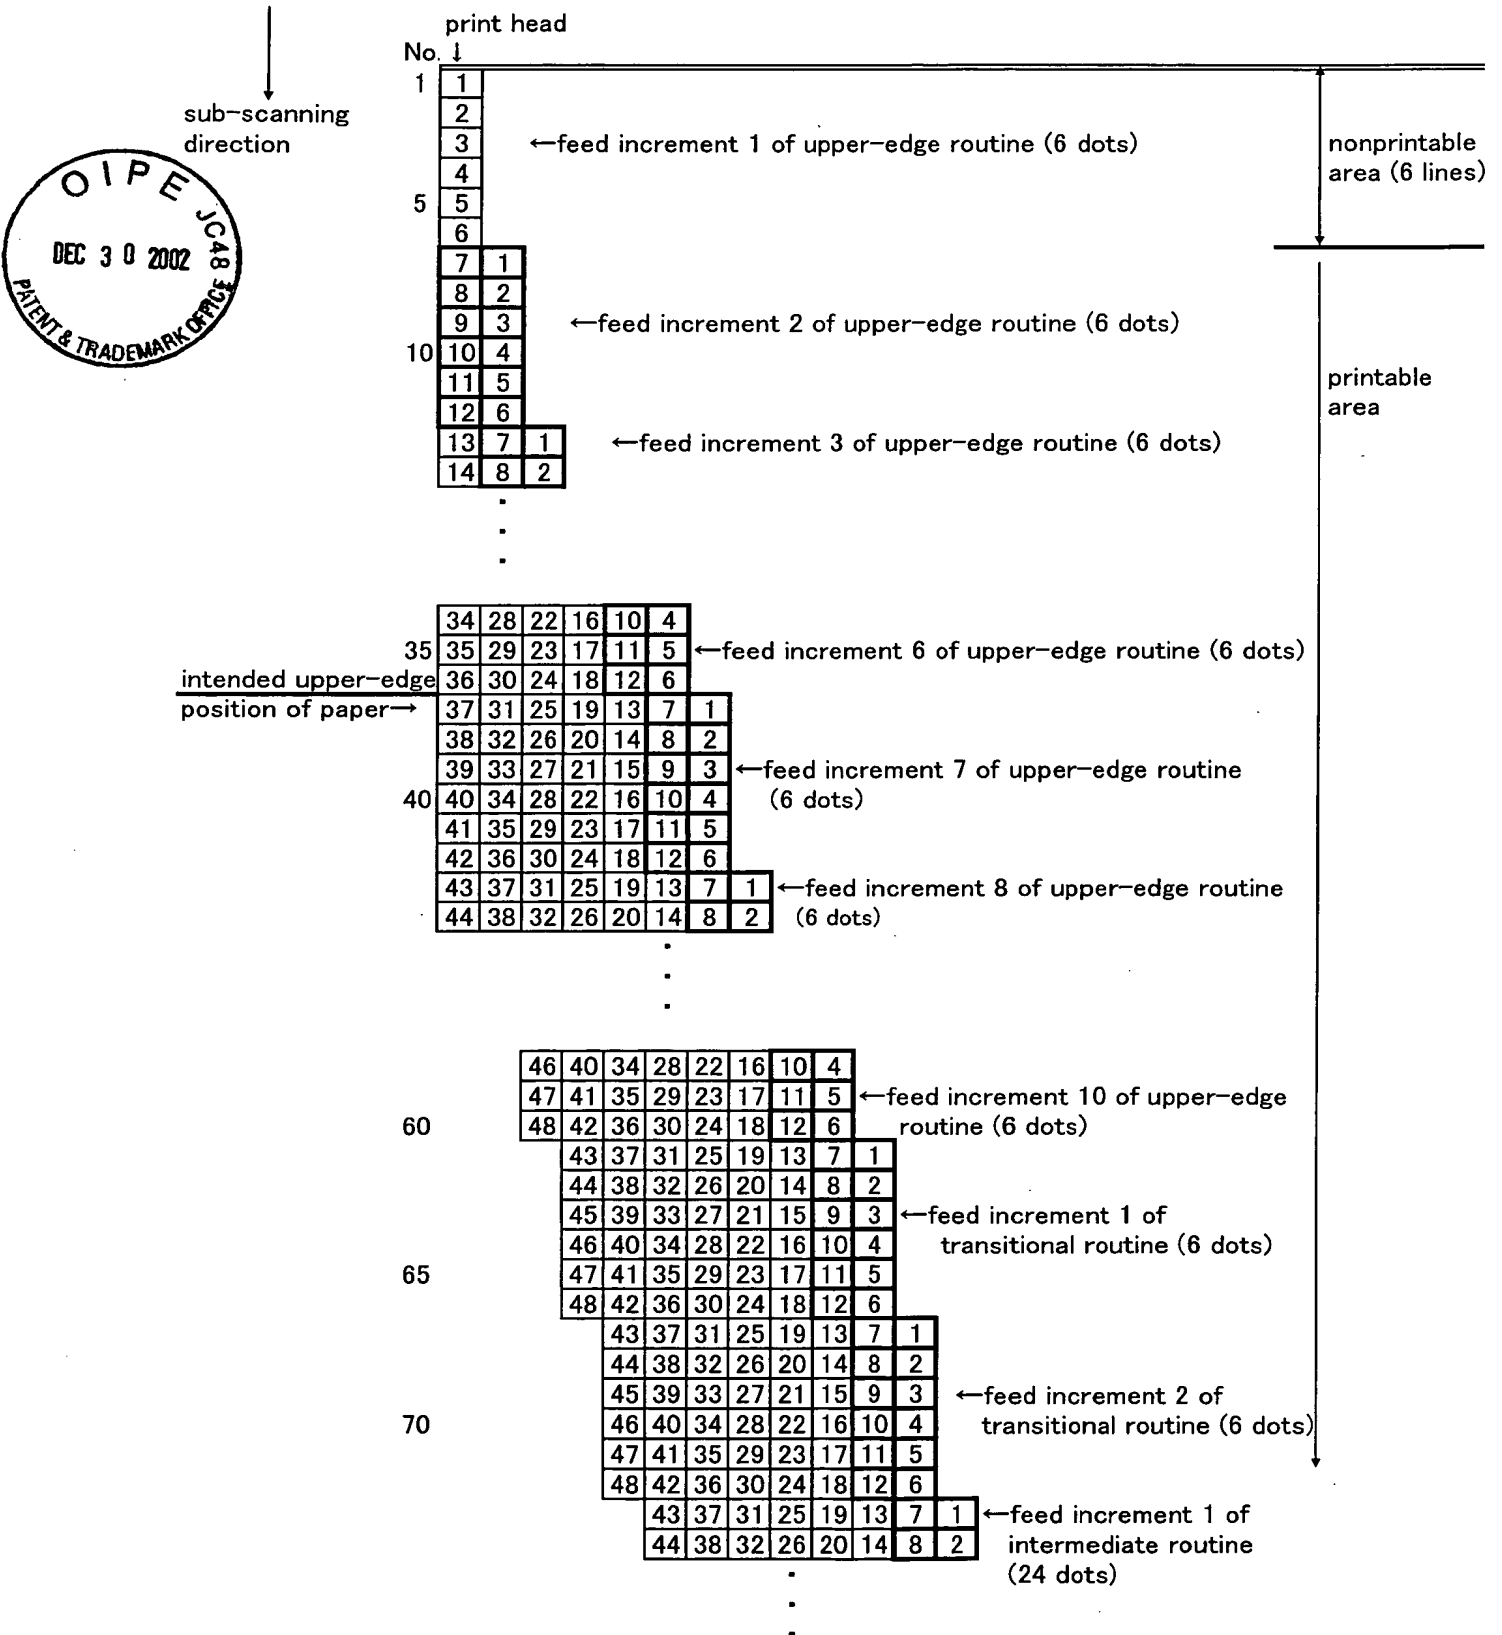 print head
No. ↓
1 1
sub-scanning 2
direction 3 ←feed increment 1 of upper-edge routine (6 dots) nonprintable
4 area (6 lines)
5 5
6
OIPE JC48
DEC 30 2002
PATENT & TRADEMARK OFFICE
7 1
8 2
9 3 ←feed increment 2 of upper-edge routine (6 dots)
10 10 4
11 5 printable
12 6 area
13 7 1 ←feed increment 3 of upper-edge routine (6 dots)
14 8 2
34 28 22 16 10 4
35 35 29 23 17 11 5 ←feed increment 6 of upper-edge routine (6 dots)
intended upper-edge 36 30 24 18 12 6
position of paper→ 37 31 25 19 13 7 1
38 32 26 20 14 8 2
39 33 27 21 15 9 3 ←feed increment 7 of upper-edge routine
40 40 34 28 22 16 10 4 (6 dots)
41 35 29 23 17 11 5
42 36 30 24 18 12 6
43 37 31 25 19 13 7 1 ←feed increment 8 of upper-edge routine
44 38 32 26 20 14 8 2 (6 dots)
46 40 34 28 22 16 10 4
47 41 35 29 23 17 11 5 ←feed increment 10 of upper-edge
60 48 42 36 30 24 18 12 6 routine (6 dots)
43 37 31 25 19 13 7 1
44 38 32 26 20 14 8 2
45 39 33 27 21 15 9 3 ←feed increment 1 of
46 40 34 28 22 16 10 4 transitional routine (6 dots)
65 47 41 35 29 23 17 11 5
48 42 36 30 24 18 12 6
43 37 31 25 19 13 7 1
44 38 32 26 20 14 8 2
45 39 33 27 21 15 9 3 ←feed increment 2 of
70 46 40 34 28 22 16 10 4 transitional routine (6 dots)
47 41 35 29 23 17 11 5
48 42 36 30 24 18 12 6
43 37 31 25 19 13 7 1 ←feed increment 1 of
44 38 32 26 20 14 8 2 intermediate routine
(24 dots)